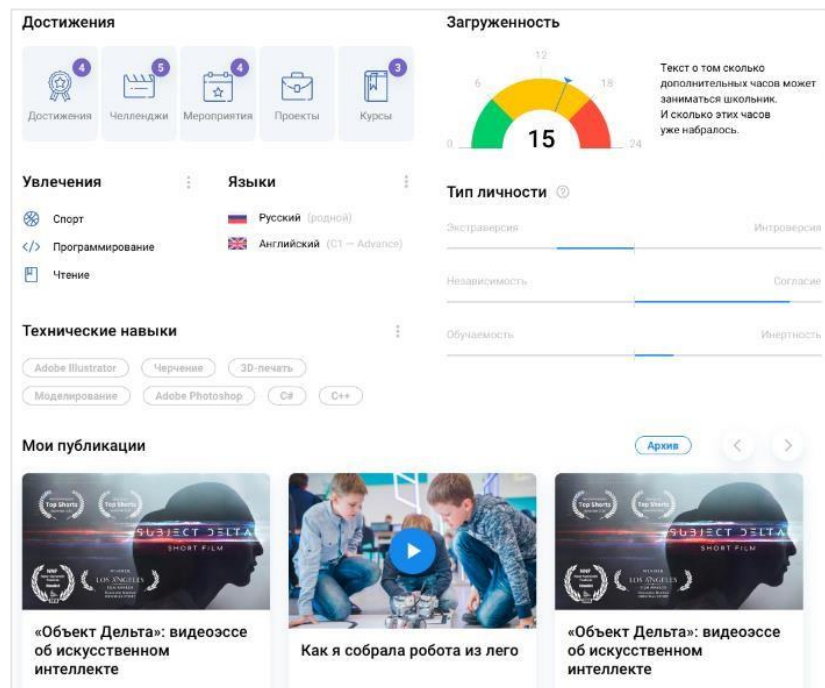 Достижения
4
5
4
3
Достижения
Челленджи
Мероприятия
Проекты
Курсы
Загруженность
12
6
18
0
15
24
Текст о том сколько
дополнительных часов может
заниматься школьник.
И сколько этих часов
уже набралось.
Увлечения
Спорт
Программирование
Чтение
Языки
Русский (родной)
Английский (C1 — Advance)
Тип личности ?
Экстраверсия Интроверсия
Независимость Согласие
Обучаемость Инертность
Технические навыки
Adobe Illustrator Черчение 3D-печать
Моделирование Adobe Photoshop C# C++
Мои публикации
Архив
Top Shorts
Top Shorts
SUBJECT DELTA
SHORT FILM
WINNER
LOS ANGELES
«Объект Дельта»: видеоэссе
об искусственном
интеллекте
Как я собрала робота из лего
Top Shorts
Top Shorts
SUBJECT DELTA
SHORT FILM
WINNER
LOS ANGELES
«Объект Дельта»: видеоэссе
об искусственном
интеллекте